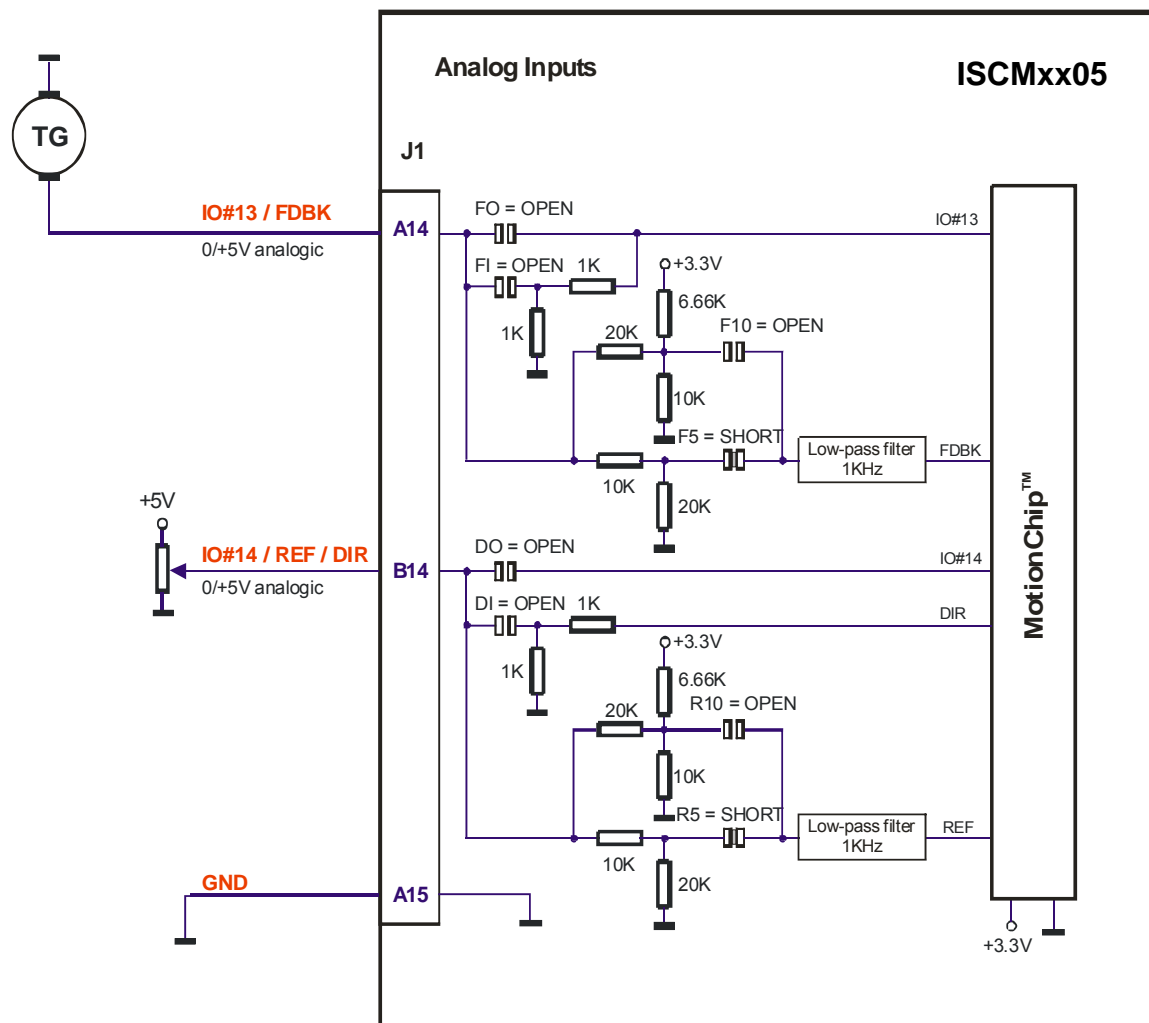 Analog Inputs
ISCMxx05
TG
J1
IO#13 / FDBK
0/+5V analogic
A14
FO = OPEN
IO#13
FI = OPEN
1K
+3.3V
1K
6.66K
20K
F10 = OPEN
10K
F5 = SHORT
10K
20K
Low-pass filter
1KHz
FDBK
MotionChip™
+5V
IO#14 / REF / DIR
0/+5V analogic
B14
DO = OPEN
IO#14
DI = OPEN
1K
DIR
+3.3V
1K
6.66K
20K
R10 = OPEN
10K
R5 = SHORT
10K
20K
Low-pass filter
1KHz
REF
GND
A15
+3.3V